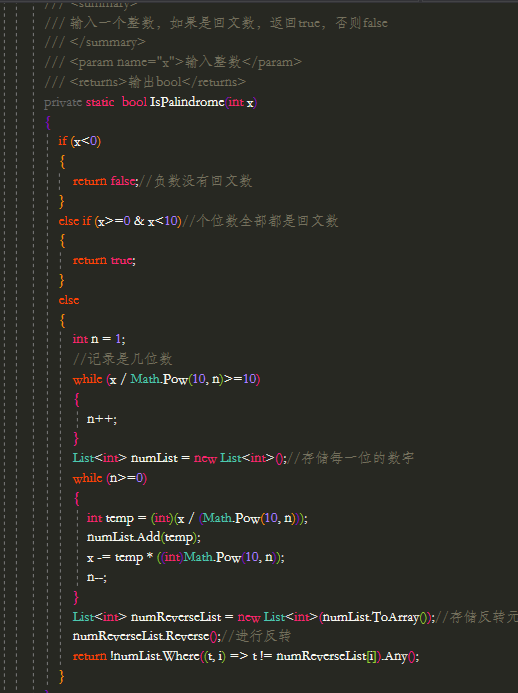 /// <summary>
/// 输入一个整数，如果是回文数，返回true，否则false
/// </summary>
/// <param name="x">输入整数</param>
/// <returns>输出bool</returns>
private static  bool IsPalindrome(int x)
{
if (x<0)
{
return false;//负数没有回文数
}
else if (x>=0 & x<10)//个位数全部都是回文数
{
return true;
}
else
{
int n = 1;
//记录是几位数
while (x / Math.Pow(10, n)>=10)
{
n++;
}
List<int> numList = new List<int>();//存储每一位的数字
while (n>=0)
{
int temp = (int)(x / (Math.Pow(10, n)));
numList.Add(temp);
x -= temp * ((int)Math.Pow(10, n));
n--;
}
List<int> numReverseList = new List<int>(numList.ToArray());//存储反转元
numReverseList.Reverse();//进行反转
return !numList.Where((t, i) => t != numReverseList[i]).Any();
}